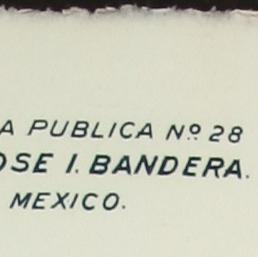 A PUBLICA Nº 28
OSE I. BANDERA.
MEXICO.